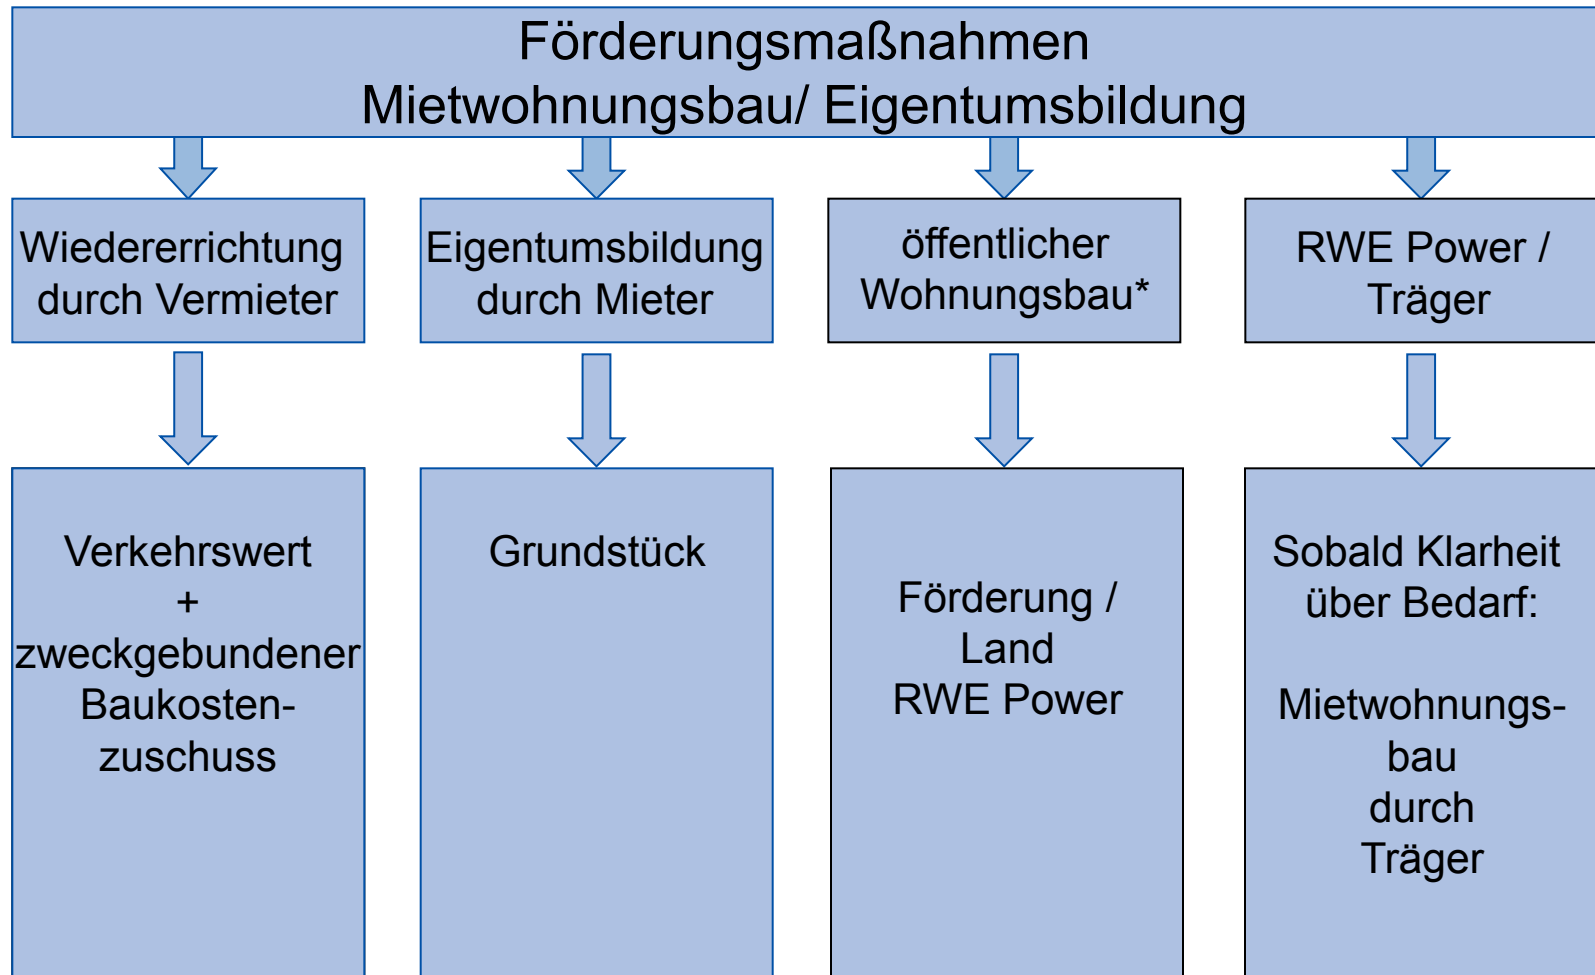 Förderungsmaßnahmen
Mietwohnungsbau/ Eigentumsbildung
Wiedererrichtung
durch Vermieter
Eigentumsbildung
durch Mieter
öffentlicher
Wohnungsbau*
RWE Power /
Träger
Verkehrswert
+
zweckgebundener
Baukosten-
zuschuss
Grundstück
Förderung /
Land
RWE Power
Sobald Klarheit
über Bedarf:
Mietwohnungs-
bau
durch
Träger